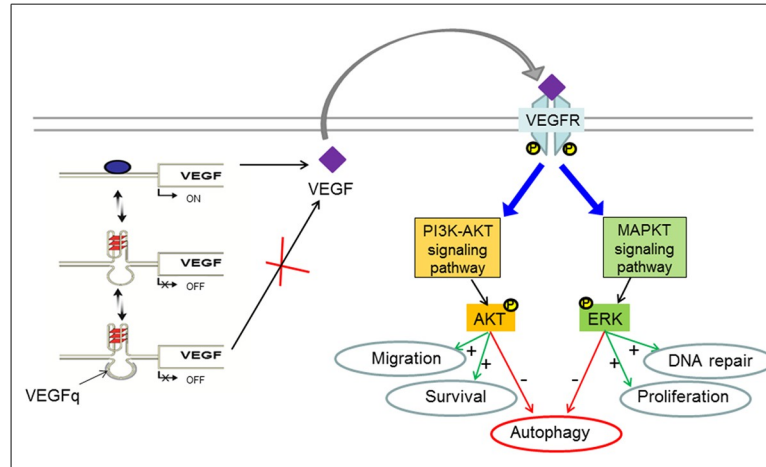 VEGFR
P
P
VEGF
ON
VEGF
PI3K-AKT
signaling
pathway
MAPKT
signaling
pathway
VEGF
OFF
P
AKT
P
ERK
Migration
+
+
-
-
+
+
DNA repair
VEGF
OFF
Survival
Proliferation
VEGFq
Autophagy